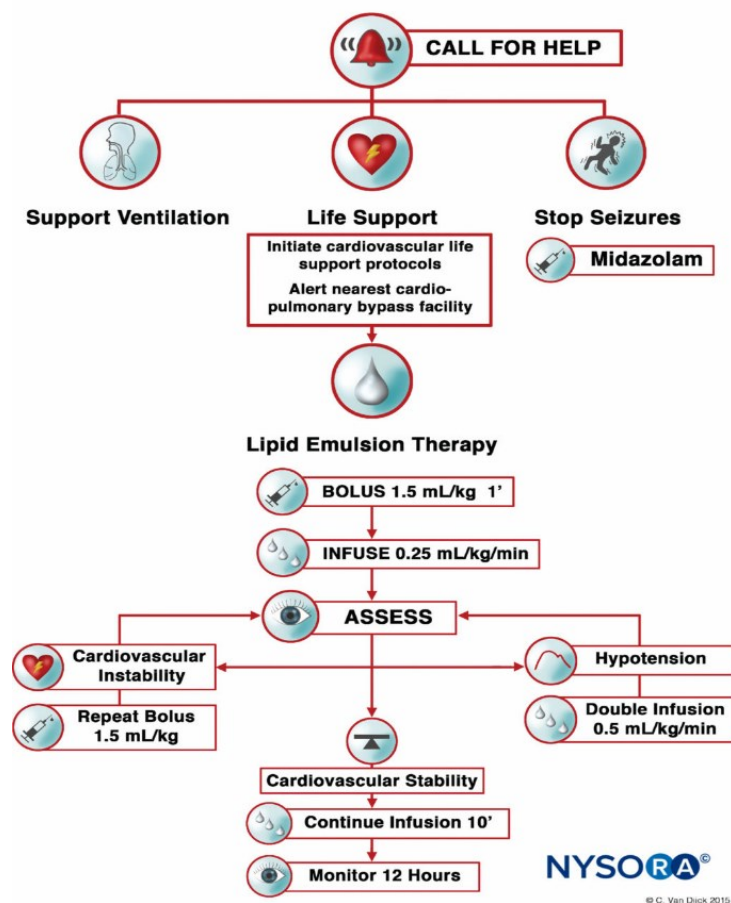 CALL FOR HELP
Support Ventilation
Life Support
Stop Seizures
Initiate cardiovascular life
support protocols
Alert nearest cardio-
pulmonary bypass facility
Midazolam
Lipid Emulsion Therapy
BOLUS 1.5 mL/kg 1’
INFUSE 0.25 mL/kg/min
ASSESS
Cardiovascular
Instability
Hypotension
Repeat Bolus
1.5 mL/kg
Double Infusion
0.5 mL/kg/min
Cardiovascular Stability
Continue Infusion 10’
Monitor 12 Hours
NYSORA©
© C. Van Dijck 2015